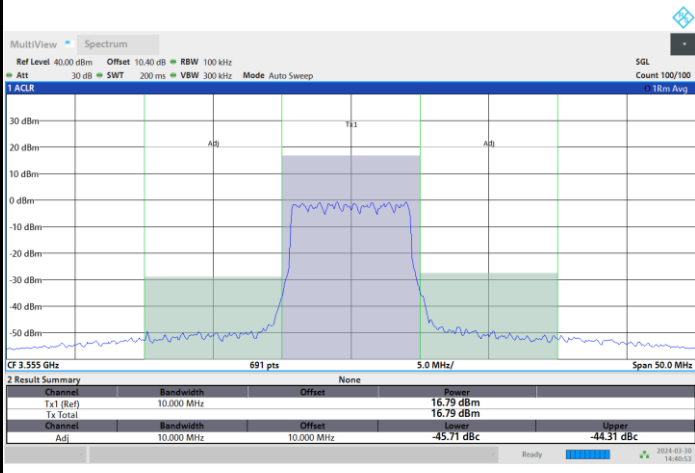 MultiView Spectrum
Ref Level 40.00 dBm Offset 10.40 dB RBW 100 kHz SGL
Att 30 dB SWT 200 ms VBW 300 kHz Mode Auto Sweep Count 100/100
1 ACLR 1Rm Avg
30 dBm
Tx1
20 dBm Adj Adj
10 dBm
0 dBm
-10 dBm
-20 dBm
-30 dBm
-40 dBm
-50 dBm
CF 3.555 GHz 691 pts 5.0 MHz/ Span 50.0 MHz
2 Result Summary None
Channel Bandwidth Offset Power
Tx1 (Ref) 10.000 MHz 16.79 dBm
Tx Total 16.79 dBm
Channel Bandwidth Offset Lower Upper
Adj 10.000 MHz 10.000 MHz -45.71 dBc -44.31 dBc
Ready 2024-03-30
14:40:53